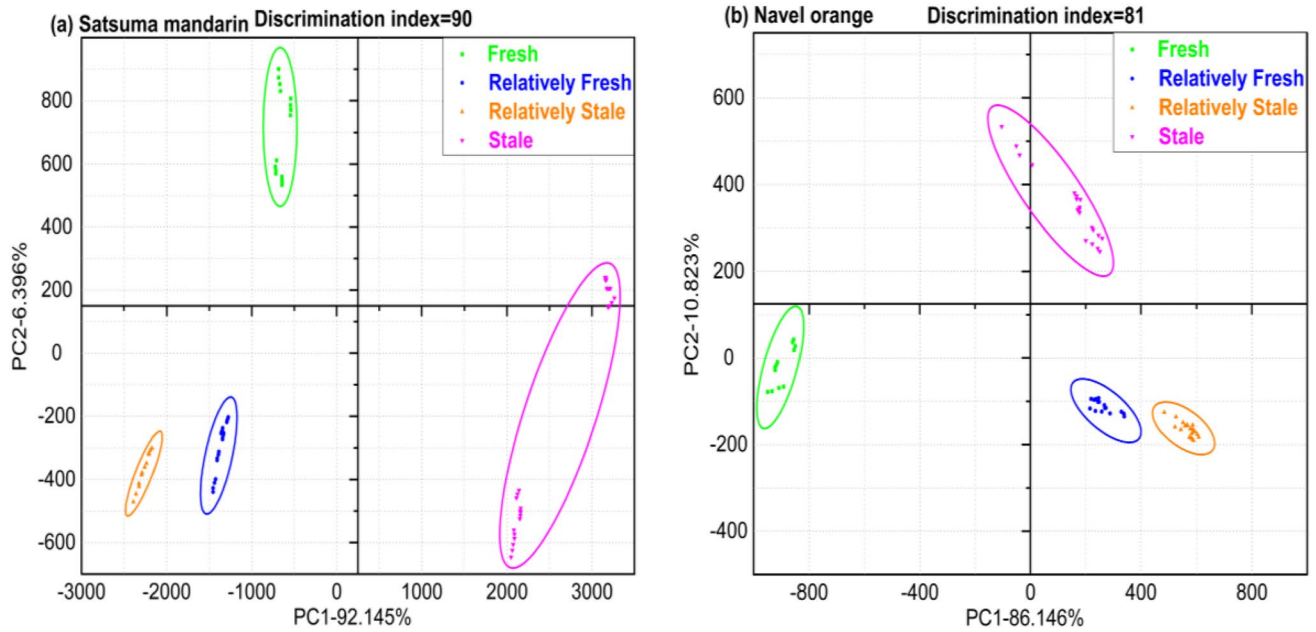 (a) Satsuma mandarin Discrimination index=90
Fresh
Relatively Fresh
Relatively Stale
Stale
800
600
400
200
0
-200
-400
-600
PC2-6.396%
-3000 -2000 -1000 0 1000 2000 3000
PC1-92.145%
(b) Navel orange Discrimination index=81
Fresh
Relatively Fresh
Relatively Stale
Stale
600
400
200
0
-200
-400
PC2-10.823%
-800 -400 0 400 800
PC1-86.146%